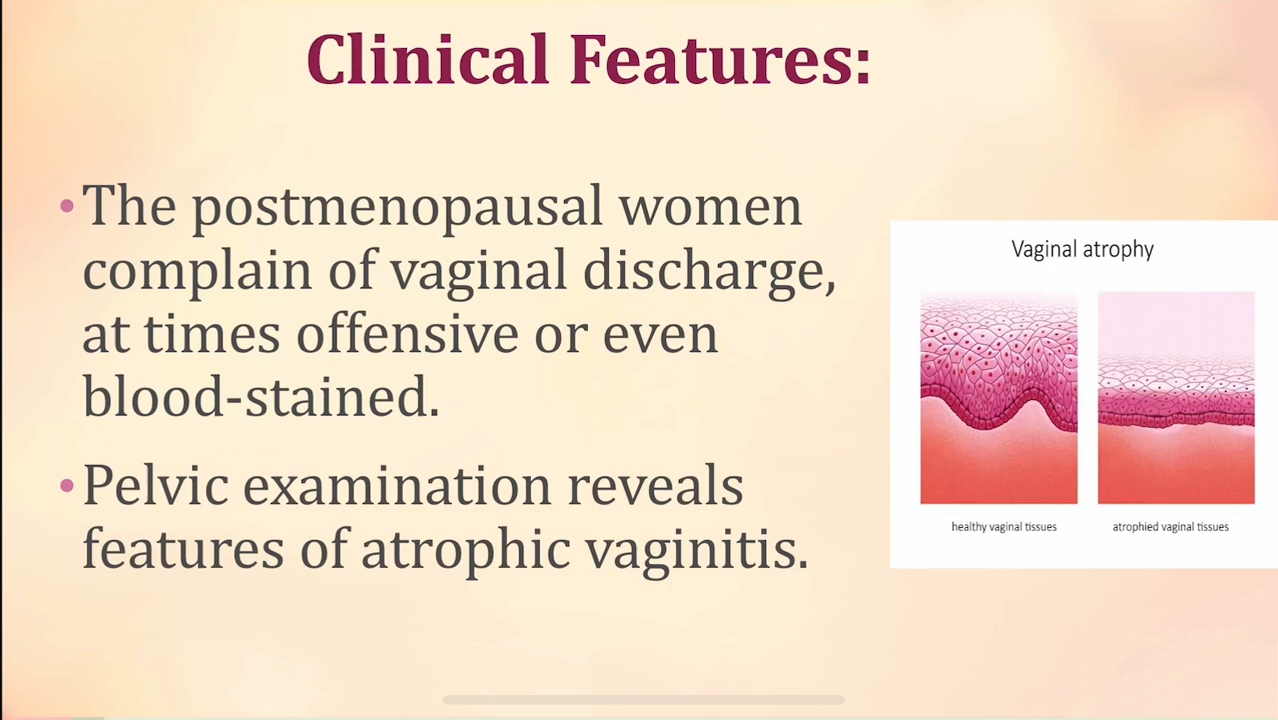 Clinical Features:
•The postmenopausal women
complain of vaginal discharge,
at times offensive or even
blood-stained.
•Pelvic examination reveals
features of atrophic vaginitis.
Vaginal atrophy
healthy vaginal tissues
atrophied vaginal tissues